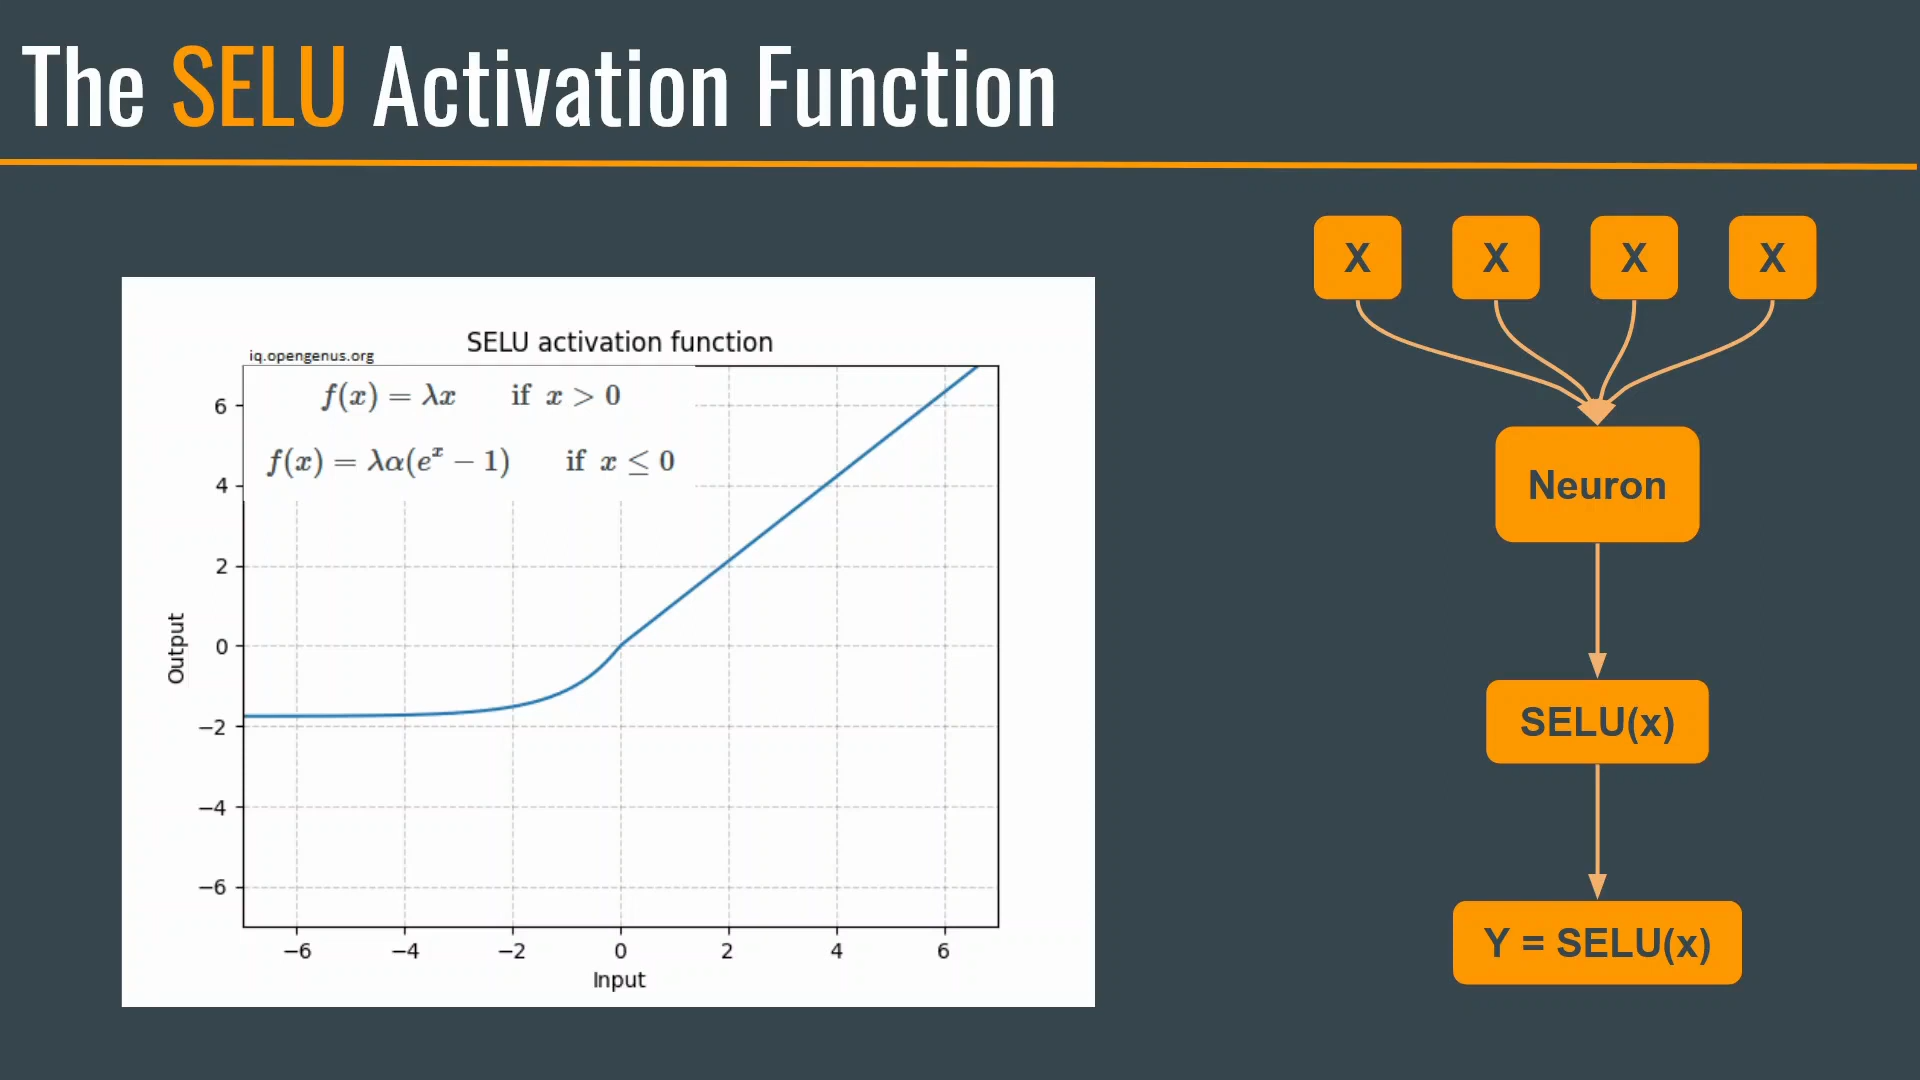 The SELU Activation Function
SELU activation function
iq.opengenus.org
f(x) = λx if x > 0
f(x) = λα(eˣ − 1) if x ≤ 0
6
4
2
0
−2
−4
−6
Output
−6 −4 −2 0 2 4 6
Input
X X X X
Neuron
SELU(x)
Y = SELU(x)